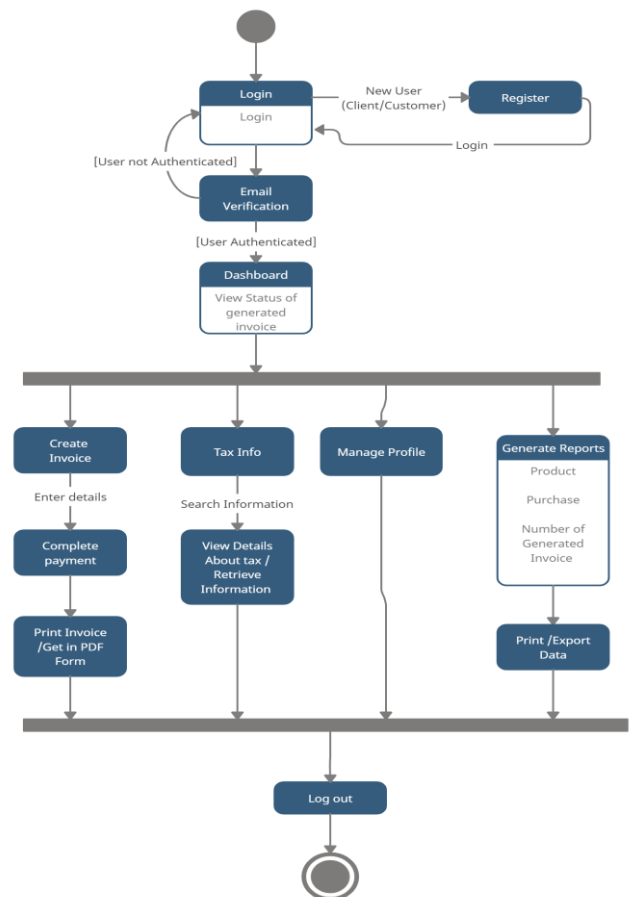 Login
Login
New User
(Client/Customer)
Register
Login
[User not Authenticated]
Email
Verification
[User Authenticated]
Dashboard
View Status of
generated
invoice
Create
Invoice
Enter details
Complete
payment
Print Invoice
/Get in PDF
Form
Tax Info
Search Information
View Details
About tax /
Retrieve
Information
Manage Profile
Generate Reports
Product
Purchase
Number of
Generated
Invoice
Print /Export
Data
Log out